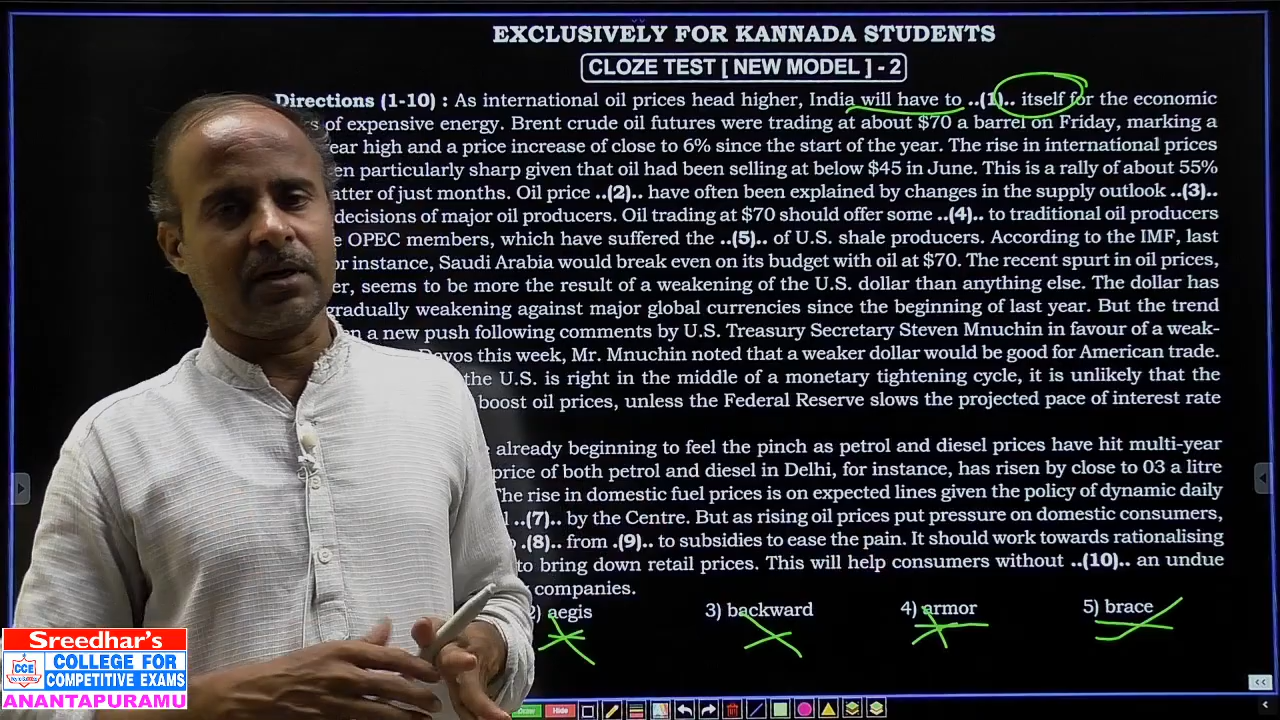 EXCLUSIVELY FOR KANNADA STUDENTS
CLOZE TEST [ NEW MODEL ] - 2
Directions (1-10) : As international oil prices head higher, India will have to ..(1).. itself for the economic
of expensive energy. Brent crude oil futures were trading at about $70 a barrel on Friday, marking a
high and a price increase of close to 6% since the start of the year. The rise in international prices
particularly sharp given that oil had been selling at below $45 in June. This is a rally of about 55%
of just months. Oil price ..(2).. have often been explained by changes in the supply outlook ..(3)..
decisions of major oil producers. Oil trading at $70 should offer some ..(4).. to traditional oil producers
OPEC members, which have suffered the ..(5).. of U.S. shale producers. According to the IMF, last
instance, Saudi Arabia would break even on its budget with oil at $70. The recent spurt in oil prices,
seems to be more the result of a weakening of the U.S. dollar than anything else. The dollar has
gradually weakening against major global currencies since the beginning of last year. But the trend
a new push following comments by U.S. Treasury Secretary Steven Mnuchin in favour of a weak-
Davos this week, Mr. Mnuchin noted that a weaker dollar would be good for American trade.
the U.S. is right in the middle of a monetary tightening cycle, it is unlikely that the
boost oil prices, unless the Federal Reserve slows the projected pace of interest rate
already beginning to feel the pinch as petrol and diesel prices have hit multi-year
price of both petrol and diesel in Delhi, for instance, has risen by close to 03 a litre
The rise in domestic fuel prices is on expected lines given the policy of dynamic daily
..(7).. by the Centre. But as rising oil prices put pressure on domestic consumers,
.(8).. from .(9).. to subsidies to ease the pain. It should work towards rationalising
to bring down retail prices. This will help consumers without ..(10).. an undue
companies.
2) aegis 3) backward 4) armor 5) brace
Sreedhar's
CCE
COLLEGE FOR
COMPETITIVE EXAMS
ANANTAPURAMU
Hide